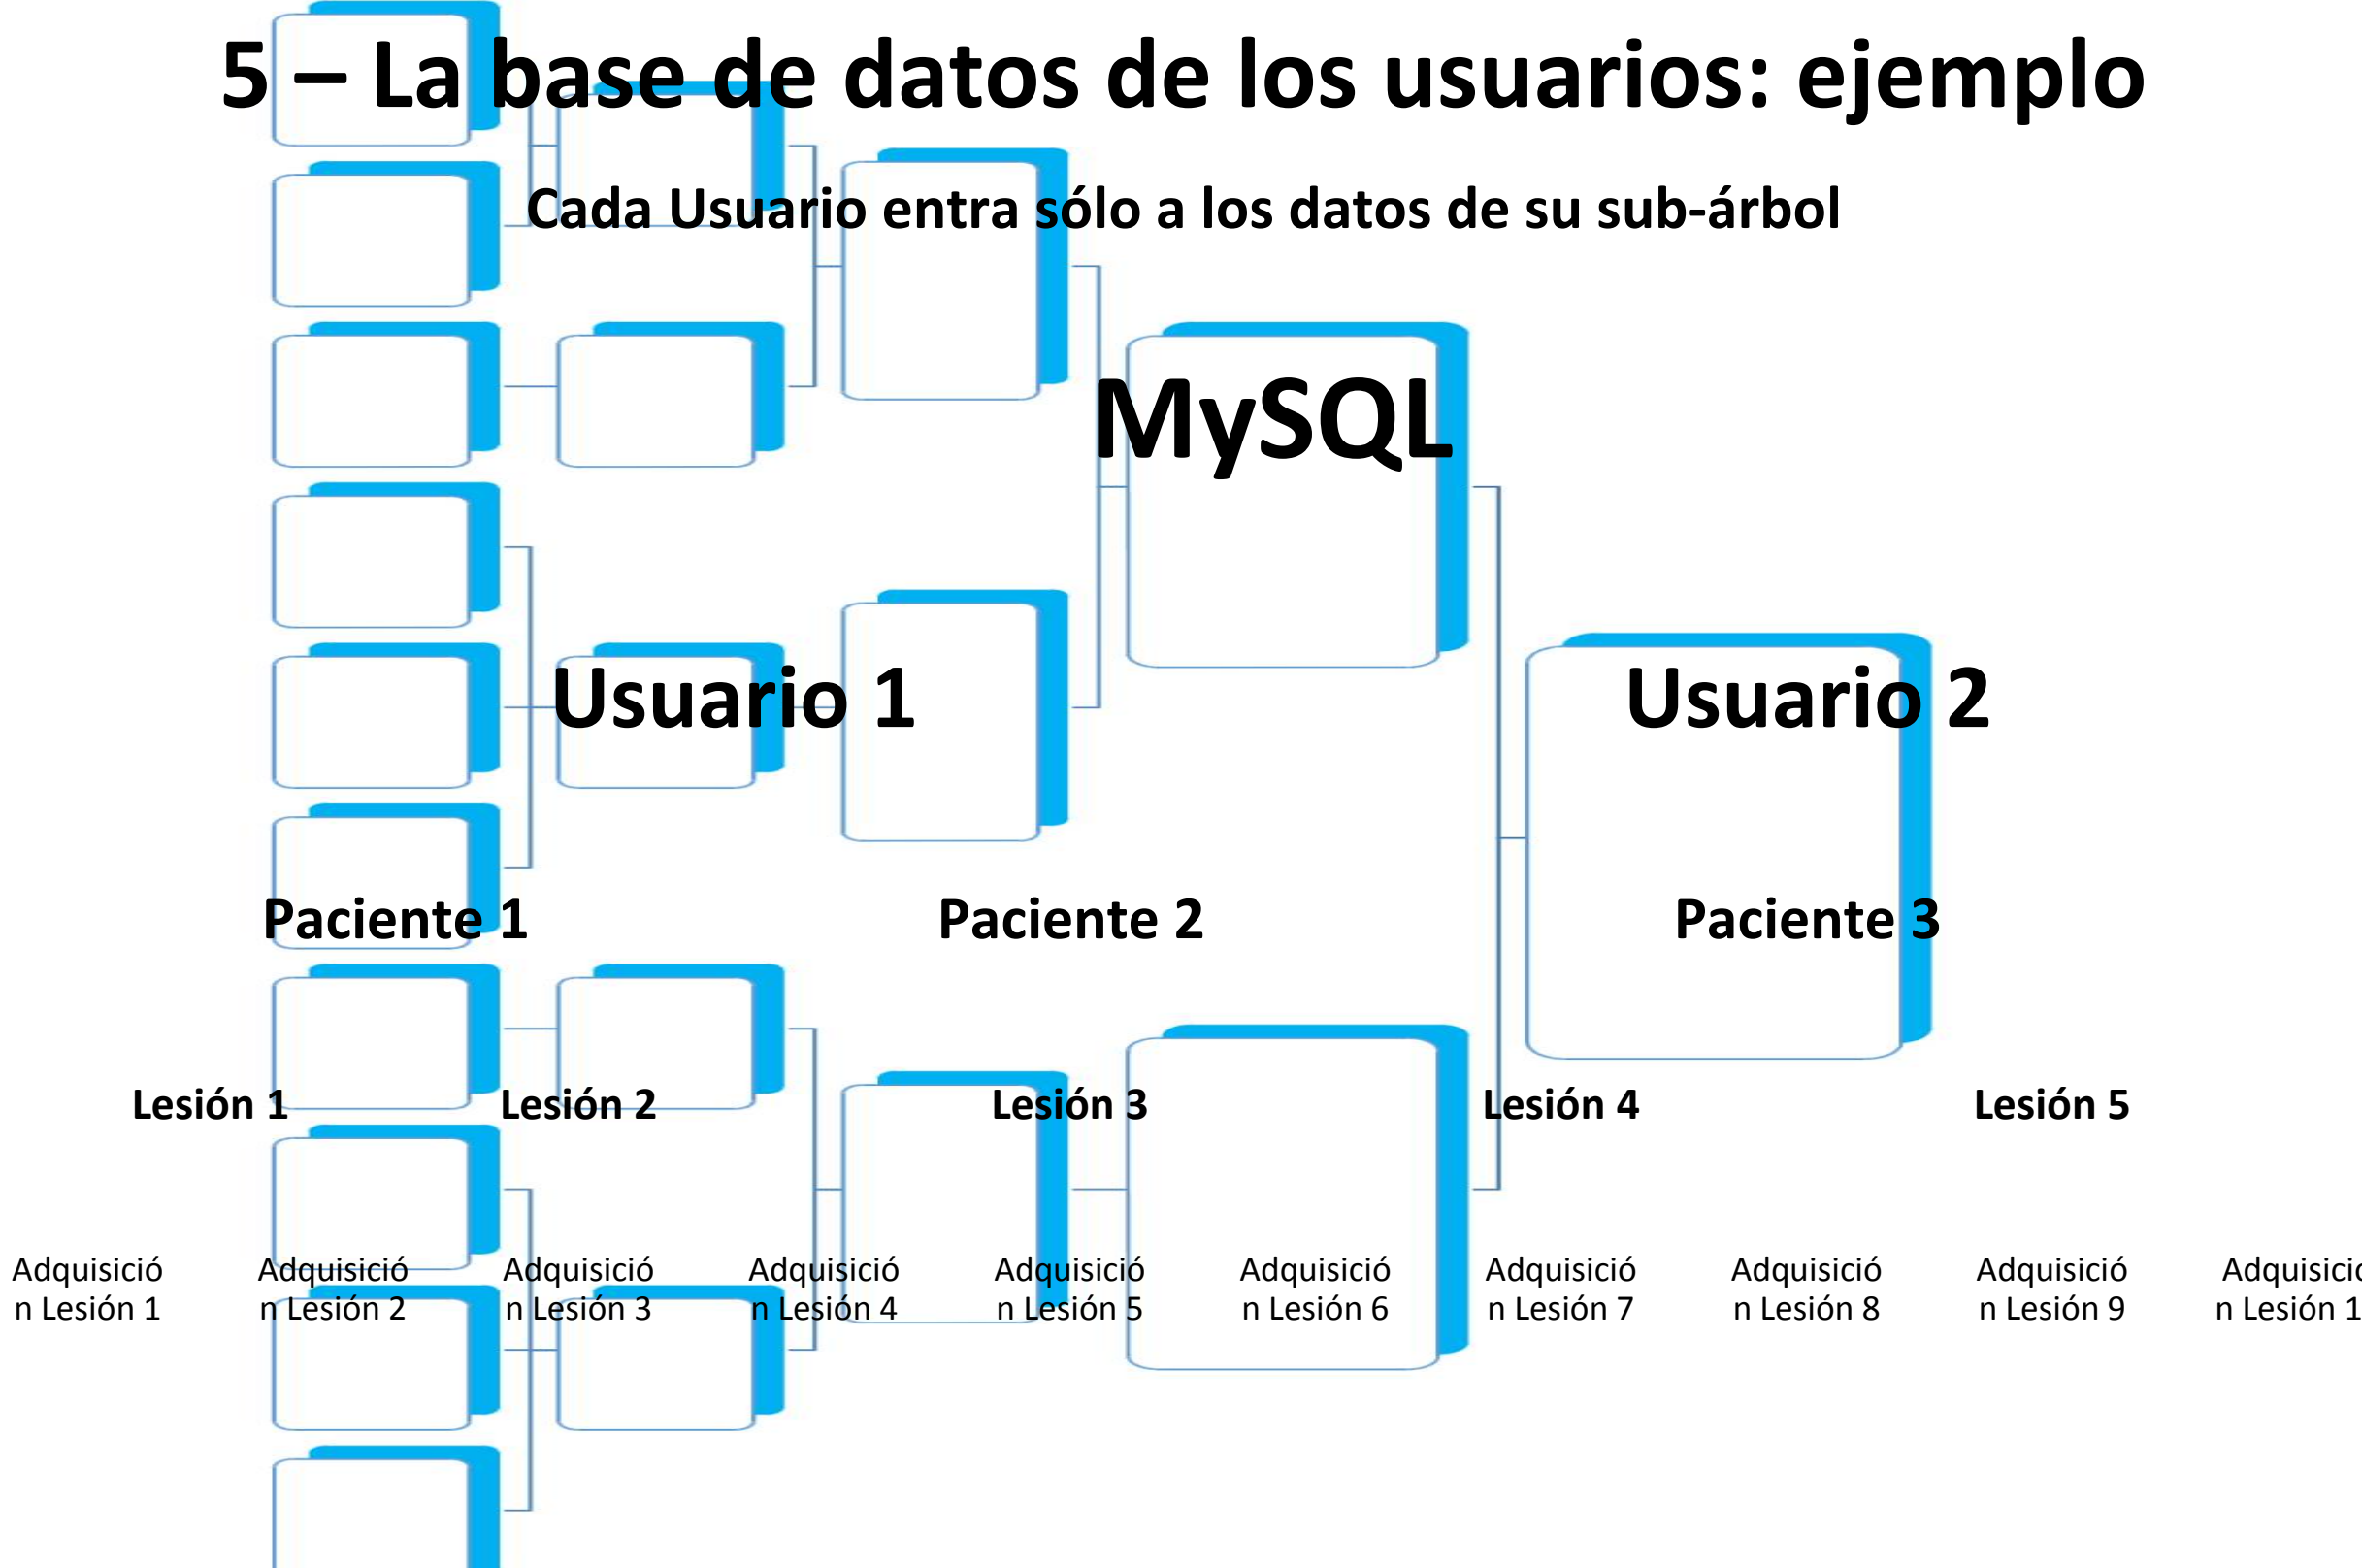 5 – La base de datos de los usuarios: ejemplo
Cada Usuario entra sólo a los datos de su sub-árbol
MySQL
Usuario 1 Usuario 2
Paciente 1 Paciente 2 Paciente 3
Lesión 1 Lesión 2 Lesión 3 Lesión 4 Lesión 5
Adquisició Adquisició Adquisició Adquisició Adquisició Adquisició Adquisició Adquisició Adquisició
n Lesión 1 n Lesión 2 n Lesión 3 n Lesión 4 n Lesión 5 n Lesión 6 n Lesión 7 n Lesión 8 n Lesión 9 n Lesión